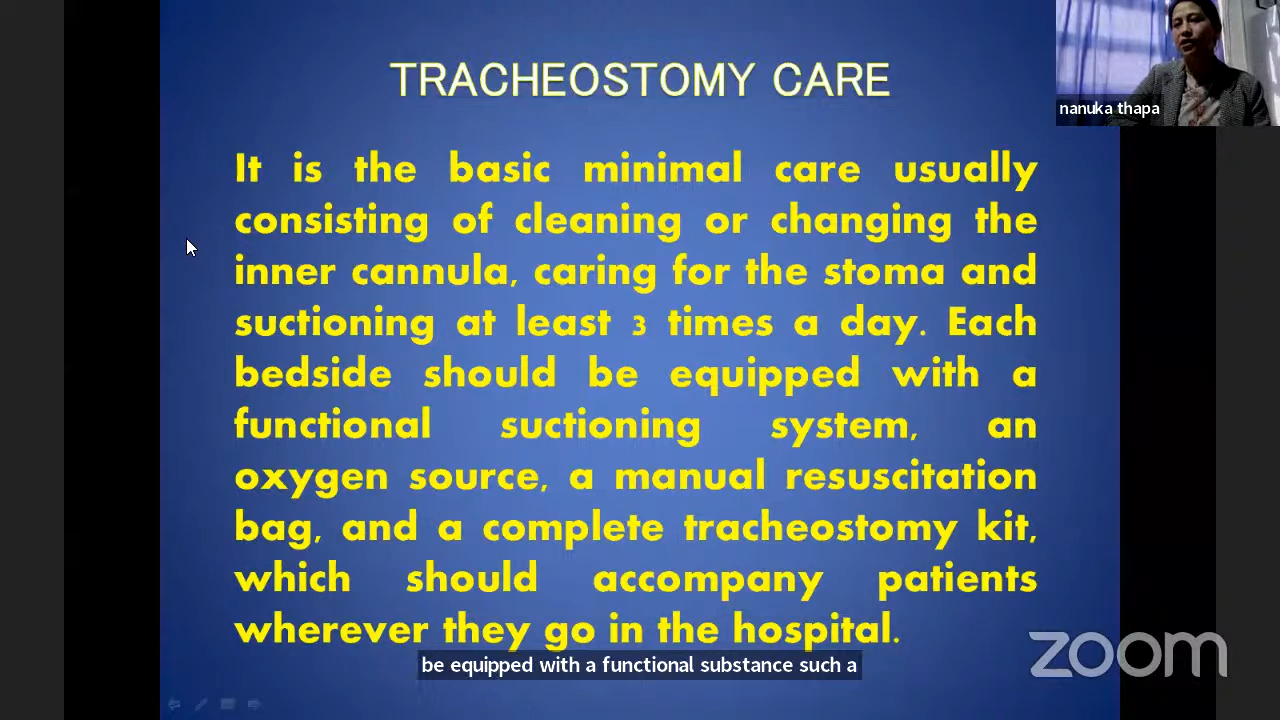 TRACHEOSTOMY CARE
nanuka thapa
It is the basic minimal care usually
consisting of cleaning or changing the
inner cannula, caring for the stoma and
suctioning at least 3 times a day. Each
bedside should be equipped with a
functional suctioning system, an
oxygen source, a manual resuscitation
bag, and a complete tracheostomy kit,
which should accompany patients
wherever they go in the hospital.
be equipped with a functional substance such a
zoom